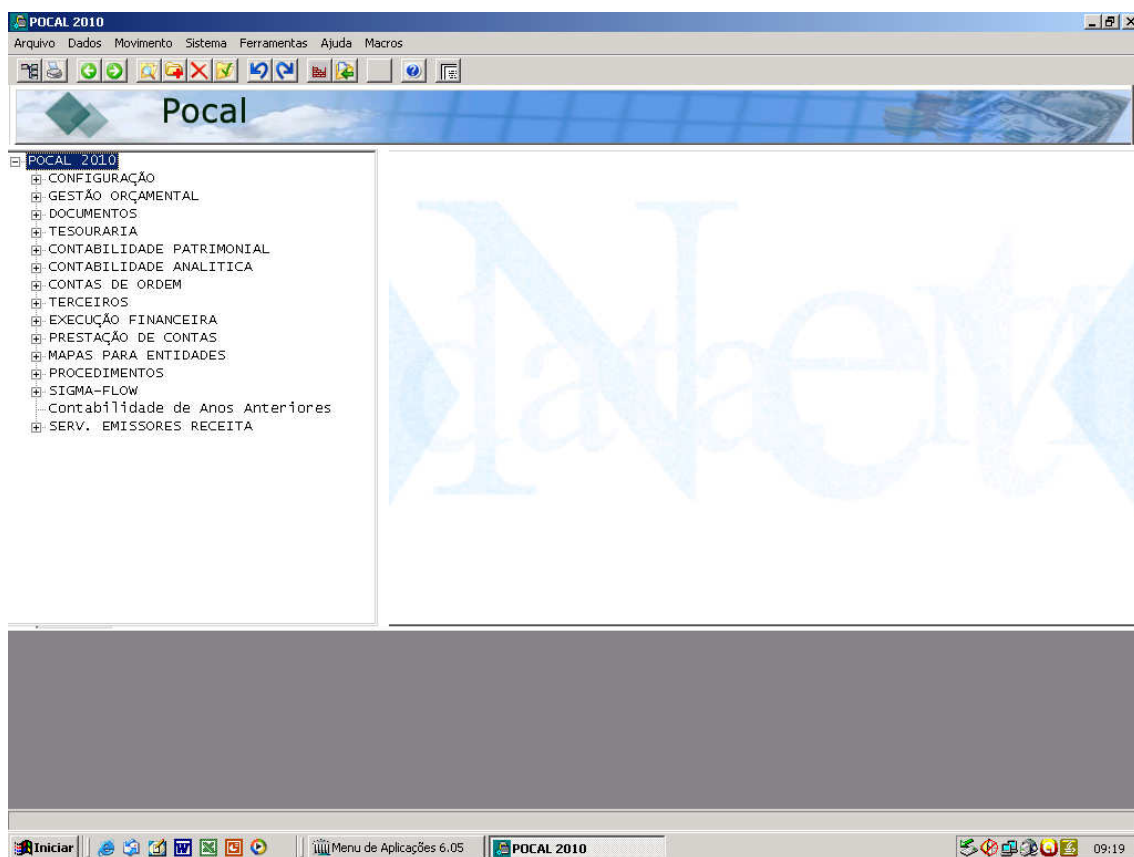 POCAL 2010
Arquivo Dados Movimento Sistema Ferramentas Ajuda Macros
Pocal
POCAL 2010
CONFIGURAÇÃO
GESTÃO ORÇAMENTAL
DOCUMENTOS
TESOURARIA
CONTABILIDADE PATRIMONIAL
CONTABILIDADE ANALITICA
CONTAS DE ORDEM
TERCEIROS
EXECUÇÃO FINANCEIRA
PRESTAÇÃO DE CONTAS
MAPAS PARA ENTIDADES
PROCEDIMENTOS
SIGMA-FLOW
Contabilidade de Anos Anteriores
SERV. EMISSORES RECEITA
data Net
Iniciar Menu de Aplicações 6.05 POCAL 2010 09:19